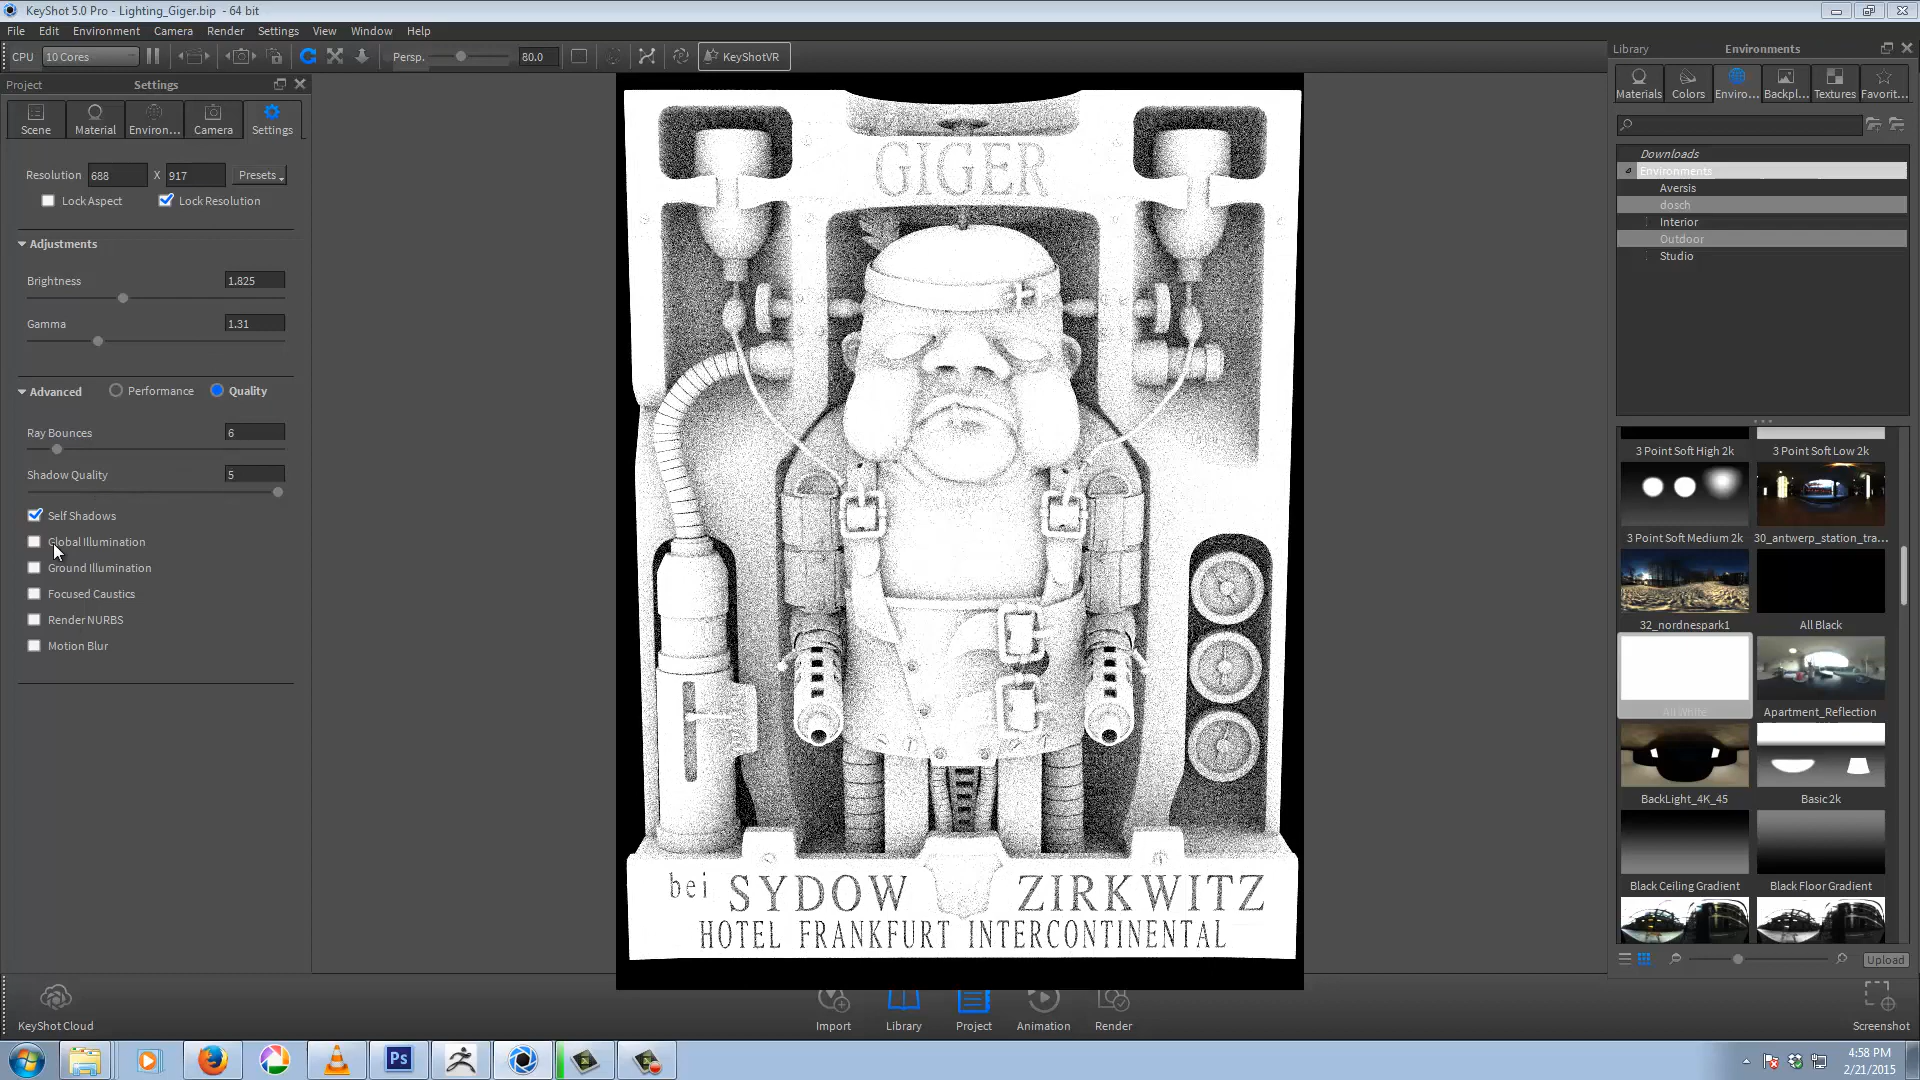 KeyShot 5.0 Pro - Lighting_Giger.bip - 64 bit
File Edit Environment Camera Render Settings View Window Help
CPU 10 Cores Persp. 80.0 KeyShotVR
Project Settings
Scene Material Environ... Camera Settings
Resolution 688 X 917 Presets
Lock Aspect Lock Resolution
Adjustments
Brightness 1.825
Gamma 1.31
Advanced Performance Quality
Ray Bounces 6
Shadow Quality 5
Self Shadows
Global Illumination
Ground Illumination
Focused Caustics
Render NURBS
Motion Blur
GIGER
bei SYDOW ZIRKWITZ
HOTEL FRANKFURT INTERCONTINENTAL
Library Environments
Materials Colors Enviro... Backpl... Textures Favorit...
Downloads
Environments
Aversis
dosch
Interior
Outdoor
Studio
3 Point Soft High 2k 3 Point Soft Low 2k
3 Point Soft Medium 2k 30_antwerp_station_tra...
32_nordnespark1 All Black
All White Apartment_Reflection
BackLight_4K_45 Basic 2k
Black Ceiling Gradient Black Floor Gradient
Upload
KeyShot Cloud Import Library Project Animation Render Screenshot
Ps
4:58 PM
2/21/2015